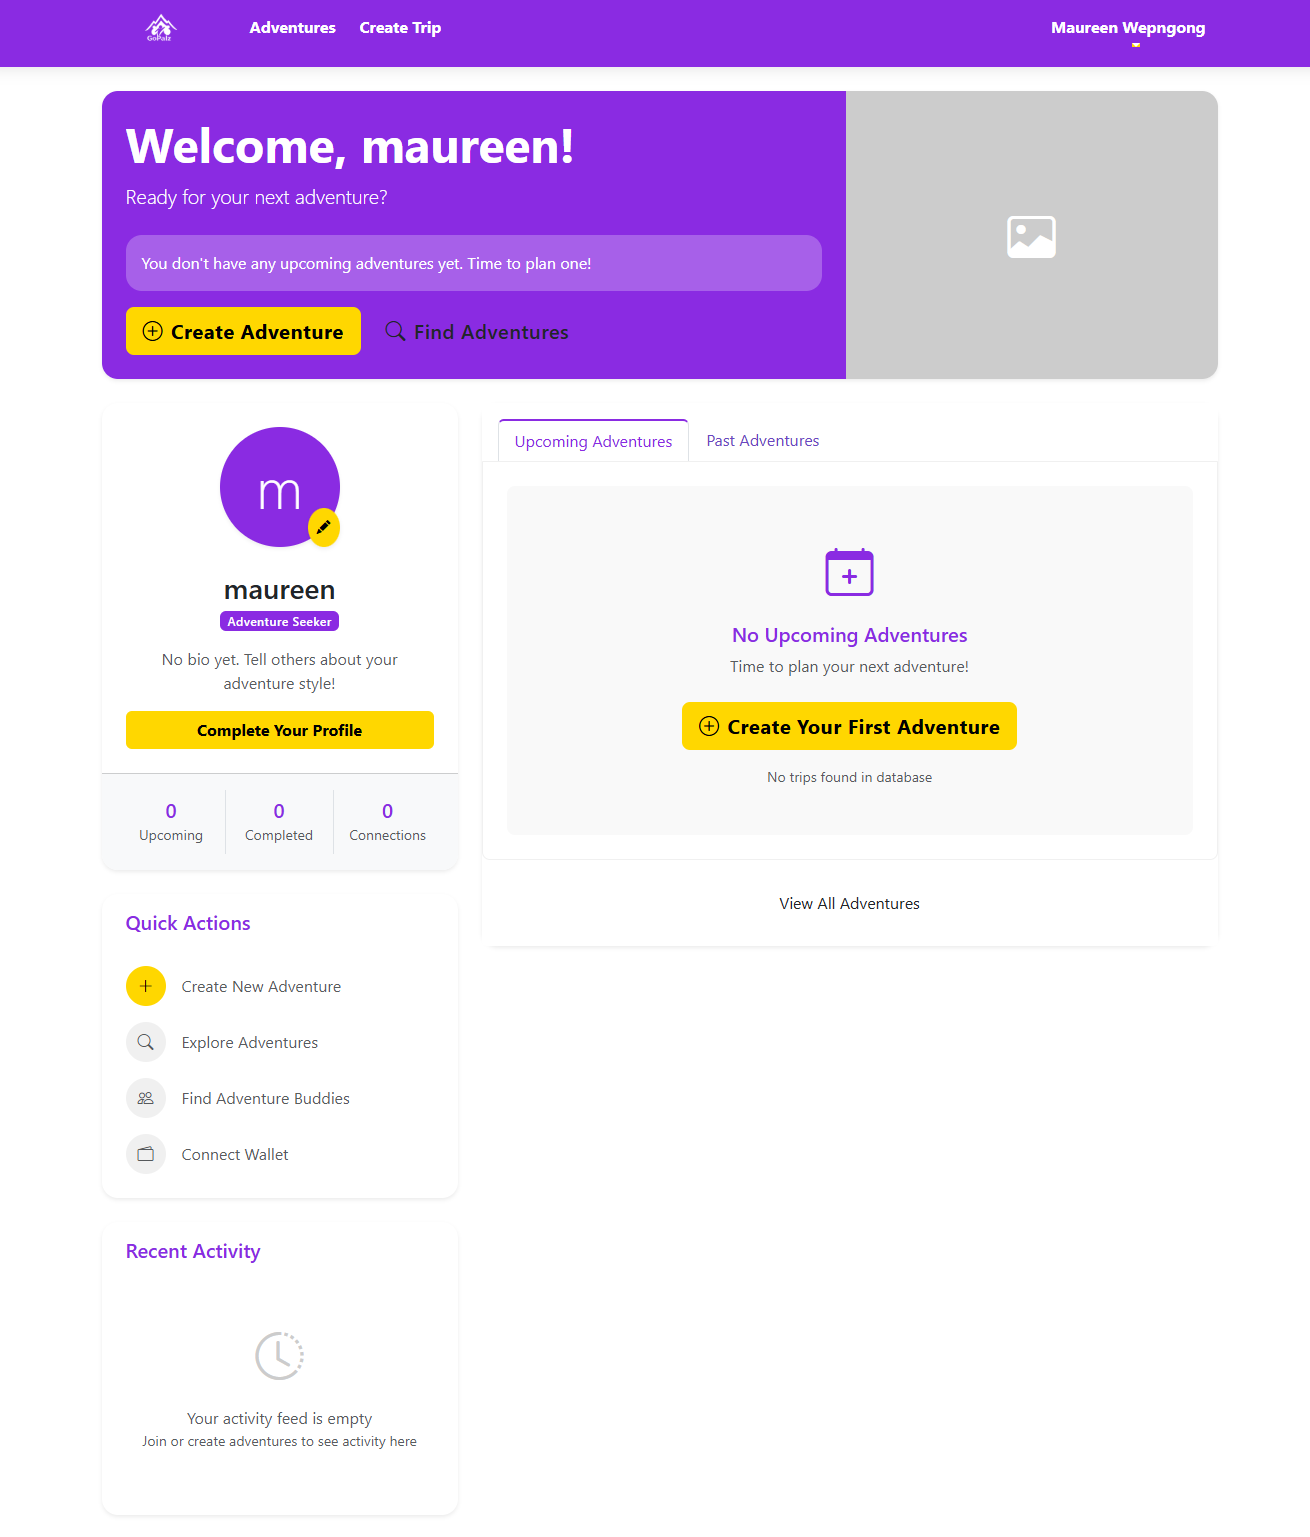 GoPalz
Adventures
Create Trip
Maureen Wepngong
Welcome, maureen!
Ready for your next adventure?
You don't have any upcoming adventures yet. Time to plan one!
Create Adventure
Find Adventures
m
maureen
Adventure Seeker
No bio yet. Tell others about your
adventure style!
Complete Your Profile
0
Upcoming
0
Completed
0
Connections
Quick Actions
Create New Adventure
Explore Adventures
Find Adventure Buddies
Connect Wallet
Recent Activity
Your activity feed is empty
Join or create adventures to see activity here
Upcoming Adventures
Past Adventures
No Upcoming Adventures
Time to plan your next adventure!
Create Your First Adventure
No trips found in database
View All Adventures